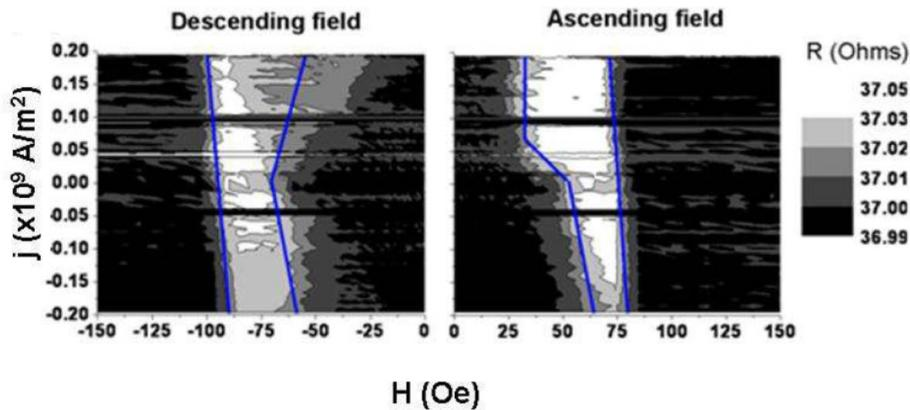 Descending field
Ascending field
R (Ohms)
j (x10⁹ A/m²)
0.20
0.15
0.10
0.05
0.00
-0.05
-0.10
-0.15
-0.20
-150 -125 -100 -75 -50 -25 0
0 25 50 75 100 125 150
37.05
37.03
37.02
37.01
37.00
36.99
H (Oe)